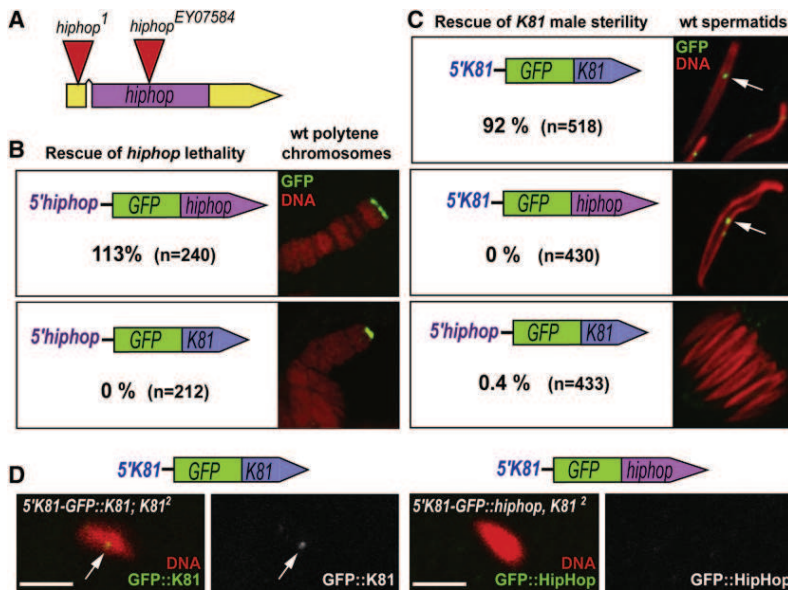 A
hiphop1
hiphopEY07584
hiphop
B
Rescue of hiphop lethality
wt polytene
chromosomes
5'hiphop GFP hiphop
113% (n=240)
GFP
DNA
5'hiphop GFP K81
0 % (n=212)
C
Rescue of K81 male sterility
wt spermatids
5'K81 GFP K81
92 % (n=518)
GFP
DNA
5'K81 GFP hiphop
0 % (n=430)
5'hiphop GFP K81
0.4 % (n=433)
D
5'K81 GFP K81
5'K81-GFP::K81; K812
DNA
GFP::K81
GFP::K81
5'K81 GFP hiphop
5'K81-GFP::hiphop, K81 2
DNA
GFP::HipHop
GFP::HipHop